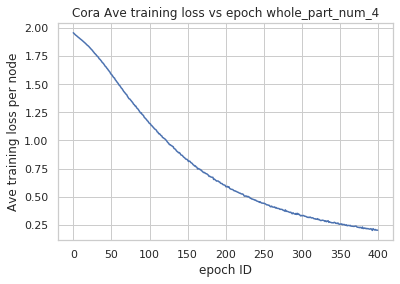 Cora Ave training loss vs epoch whole_part_num_4
Ave training loss per node
2.00
1.75
1.50
1.25
1.00
0.75
0.50
0.25
0 50 100 150 200 250 300 350 400
epoch ID